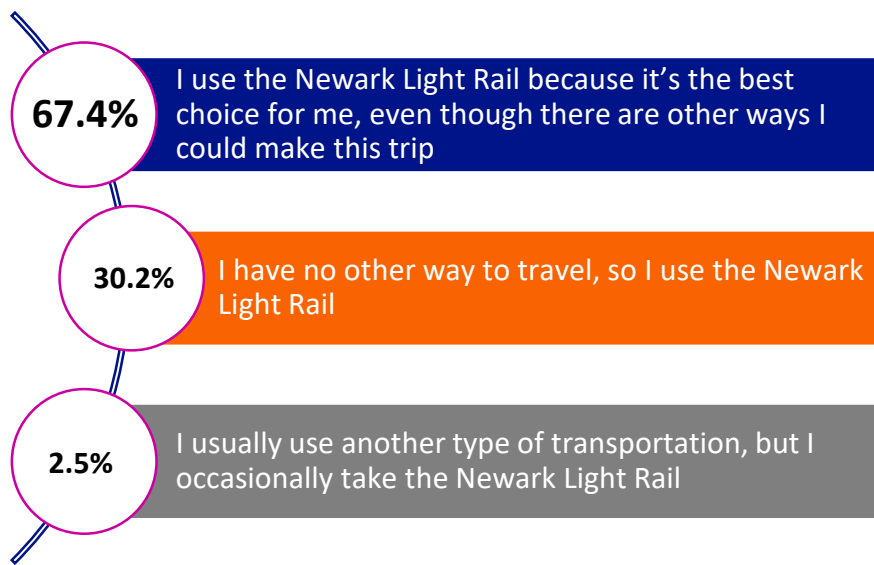 67.4%
I use the Newark Light Rail because it’s the best
choice for me, even though there are other ways I
could make this trip
30.2%
I have no other way to travel, so I use the Newark
Light Rail
2.5%
I usually use another type of transportation, but I
occasionally take the Newark Light Rail